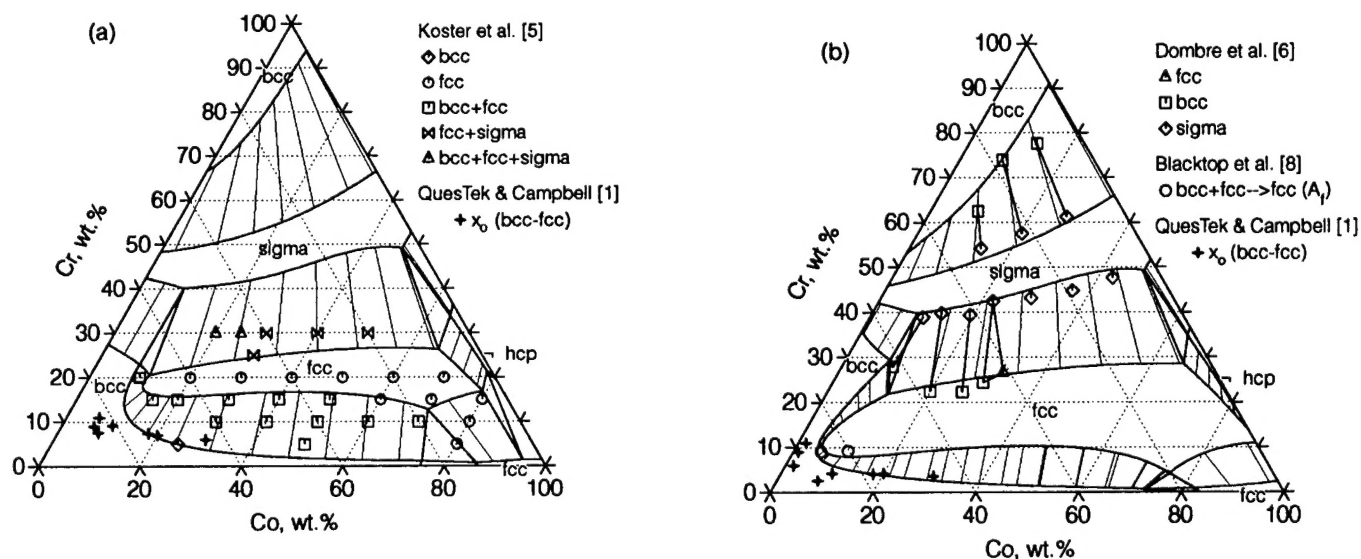 (a)
Koster et al. [5]
bcc
fcc
bcc+fcc
fcc+sigma
bcc+fcc+sigma
QuesTek & Campbell [1]
x₀ (bcc-fcc)
100
90
80
70
60
50
40
30
20
10
0
Cr, wt.%
bcc
sigma
fcc
bcc
hcp
fcc
0
20
40
60
80
100
Co, wt.%
(b)
Dombre et al. [6]
fcc
bcc
sigma
Blacktop et al. [8]
bcc+fcc-->fcc (A_f)
QuesTek & Campbell [1]
x₀ (bcc-fcc)
100
90
80
70
60
50
40
30
20
10
0
Cr, wt.%
bcc
sigma
bcc
fcc
hcp
fcc
0
20
40
60
80
100
Co, wt.%